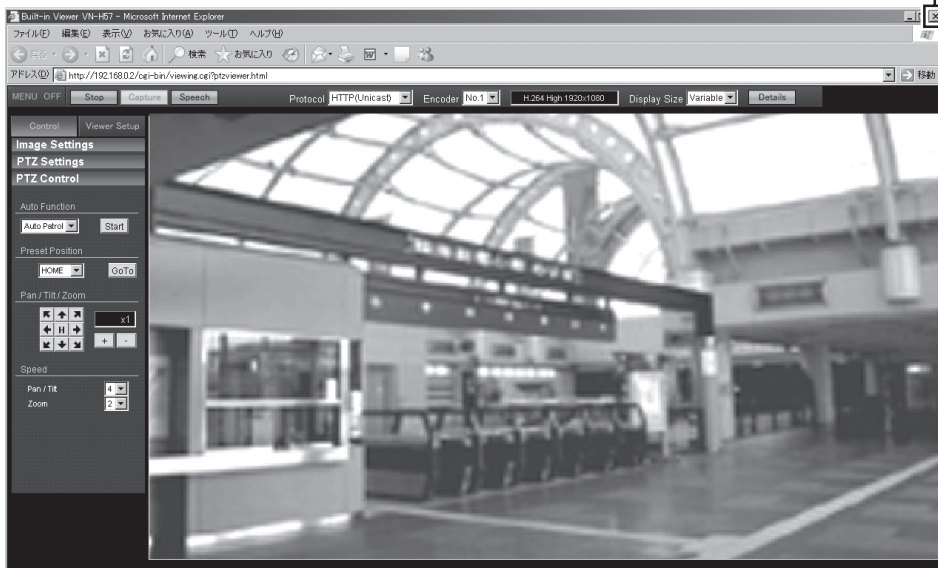 Built-in Viewer VN-H57 - Microsoft Internet Explorer
ファイル(F) 編集(E) 表示(V) お気に入り(A) ツール(T) ヘルプ(H)
戻る 検索 お気に入り
アドレス(D) http://192.168.0.2/cgi-bin/viewing.cgi?ptzviewer.html 移動
MENU OFF Stop Capture Speech Protocol HTTP(Unicast) Encoder No.1 H.264 High 1920x1080 Display Size Variable Details
Control Viewer Setup
Image Settings
PTZ Settings
PTZ Control
Auto Function
Auto Patrol Start
Preset Position
HOME GoTo
Pan / Tilt / Zoom
x1
H
+ -
Speed
Pan / Tilt 4
Zoom 2